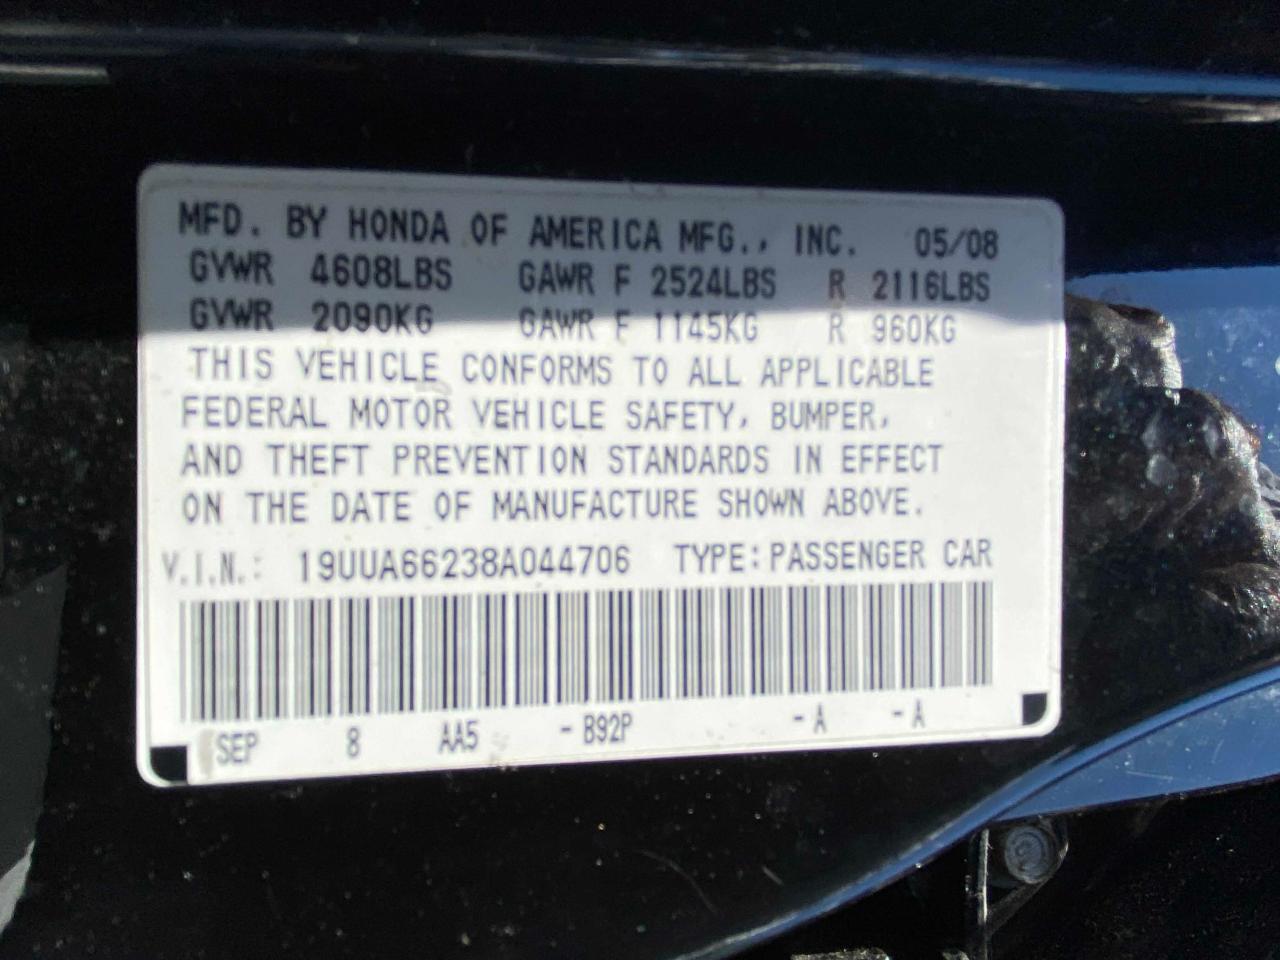 MFD. BY HONDA OF AMERICA MFG., INC. 05/08
GVWR 4608LBS GAWR F 2524LBS R 2116LBS
GVWR 2090KG GAWR F 1145KG R 960KG
THIS VEHICLE CONFORMS TO ALL APPLICABLE
FEDERAL MOTOR VEHICLE SAFETY, BUMPER,
AND THEFT PREVENTION STANDARDS IN EFFECT
ON THE DATE OF MANUFACTURE SHOWN ABOVE.
V.I.N.: 19UUA66238A044706 TYPE: PASSENGER CAR
SEP 8 AA5 - B92P - A - A